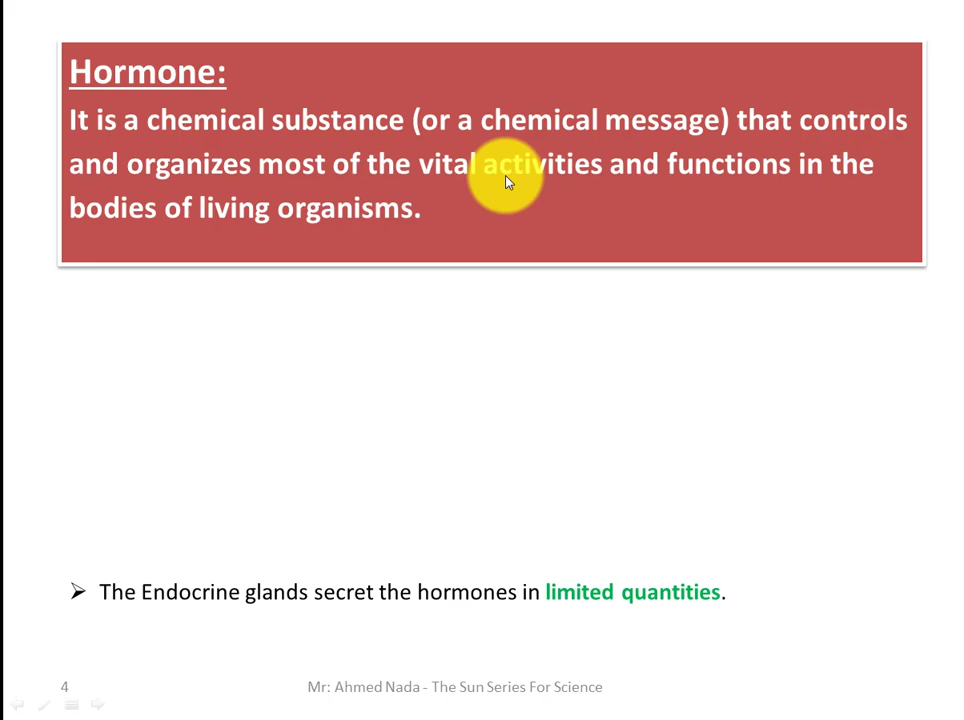 Hormone:
It is a chemical substance (or a chemical message) that controls
and organizes most of the vital activities and functions in the
bodies of living organisms.
➢ The Endocrine glands secret the hormones in limited quantities.
4
Mr: Ahmed Nada - The Sun Series For Science